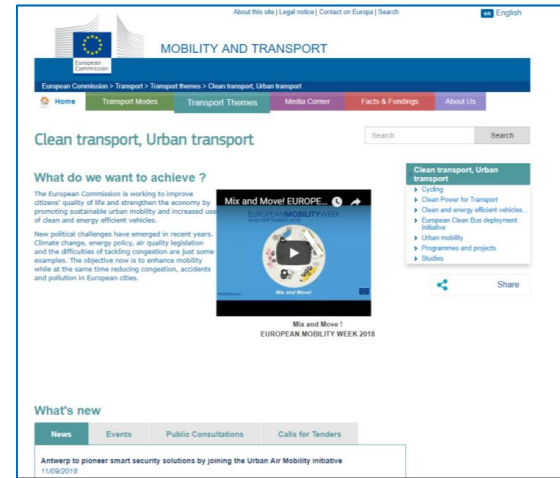 About this site | Legal notice | Contact on Europa | Search
en English
European
Commission
MOBILITY AND TRANSPORT
European Commission > Transport > Transport themes > Clean transport, Urban transport
Home Transport Modes Transport Themes Media Corner Facts & Fundings About Us
Clean transport, Urban transport
Search Search
What do we want to achieve ?
The European Commission is working to improve
citizens' quality of life and strengthen the economy by
promoting sustainable urban mobility and increased use
of clean and energy efficient vehicles.
New political challenges have emerged in recent years.
Climate change, energy policy, air quality legislation
and the difficulties of tackling congestion are just some
examples. The objective now is to enhance mobility
while at the same time reducing congestion, accidents
and pollution in European cities.
Mix and Move! EUROPE...
EUROPEANMOBILITYWEEK
16-22 SEPTEMBER 2018
Mix and Move!
Mix and Move !
EUROPEAN MOBILITY WEEK 2018
Clean transport, Urban
transport
Cycling
Clean Power for Transport
Clean and energy efficient vehicles...
European Clean Bus deployment
Initiative
Urban mobility
Programmes and projects
Studies
Share
What's new
News Events Public Consultations Calls for Tenders
Antwerp to pioneer smart security solutions by joining the Urban Air Mobility initiative
11/09/2018